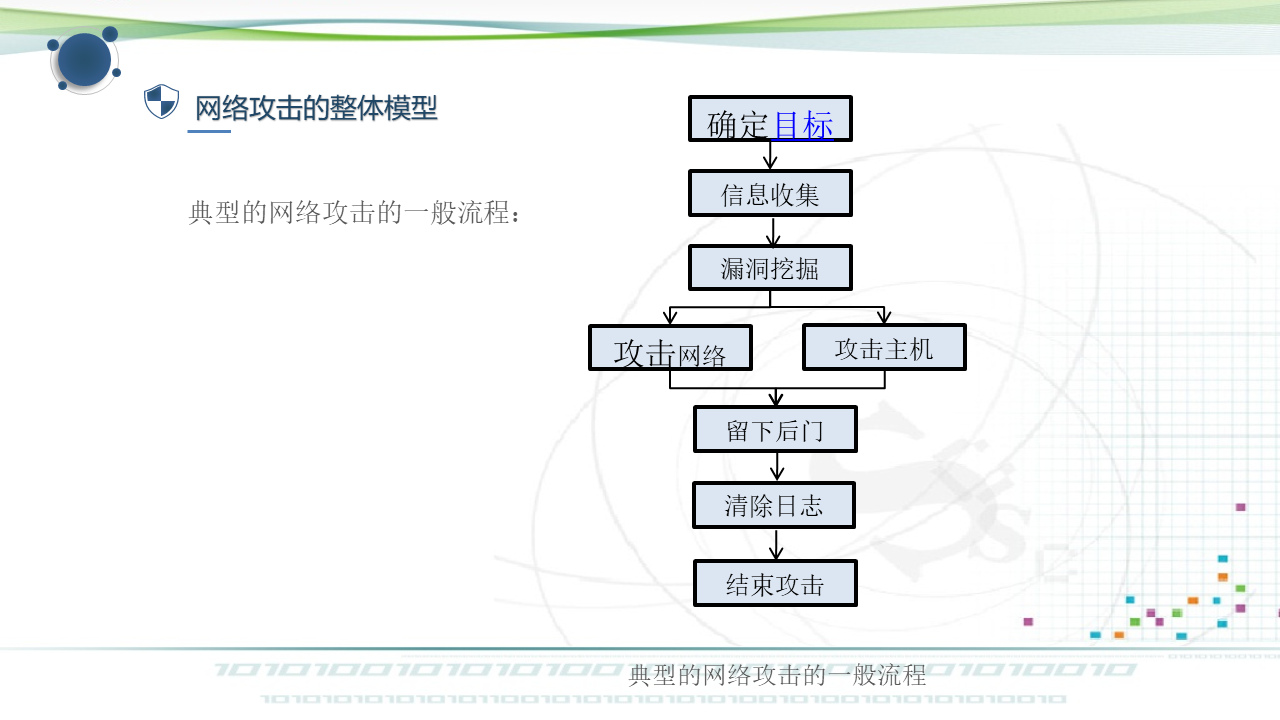 网络攻击的整体模型
典型的网络攻击的一般流程：
确定目标
信息收集
漏洞挖掘
攻击网络
攻击主机
留下后门
清除日志
结束攻击
典型的网络攻击的一般流程